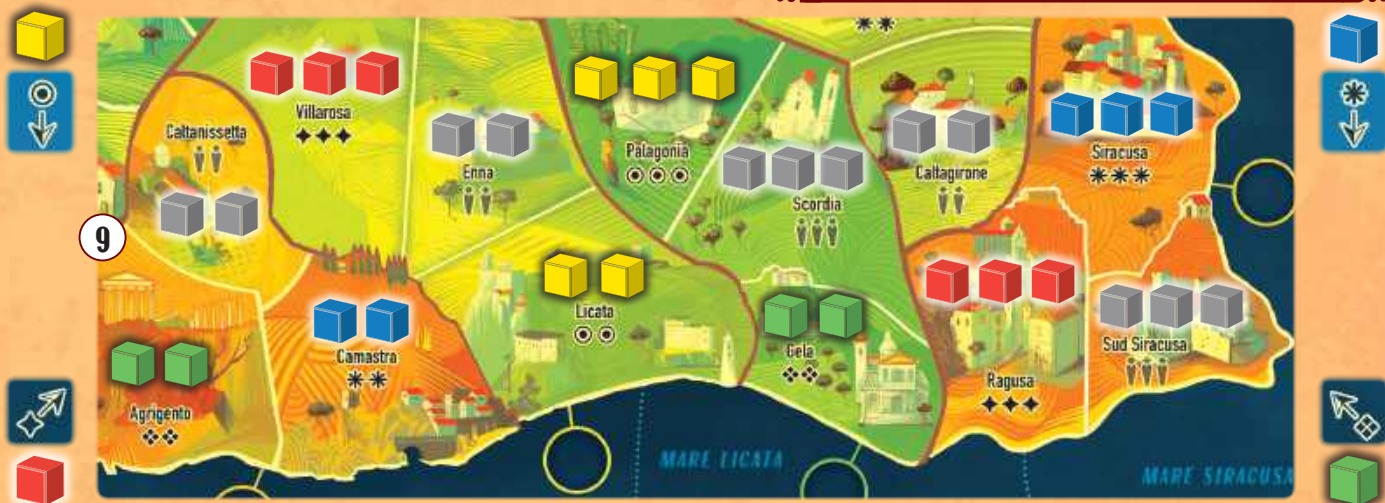 Villarosa
Caltanissetta
Palagonia
Siracusa
Enna
Caltagirone
Scordia
9
Licata
Sud Siracusa
Gela
Camastra
Ragusa
Agrigento
MARE LICATA
MARE SIRACUSA